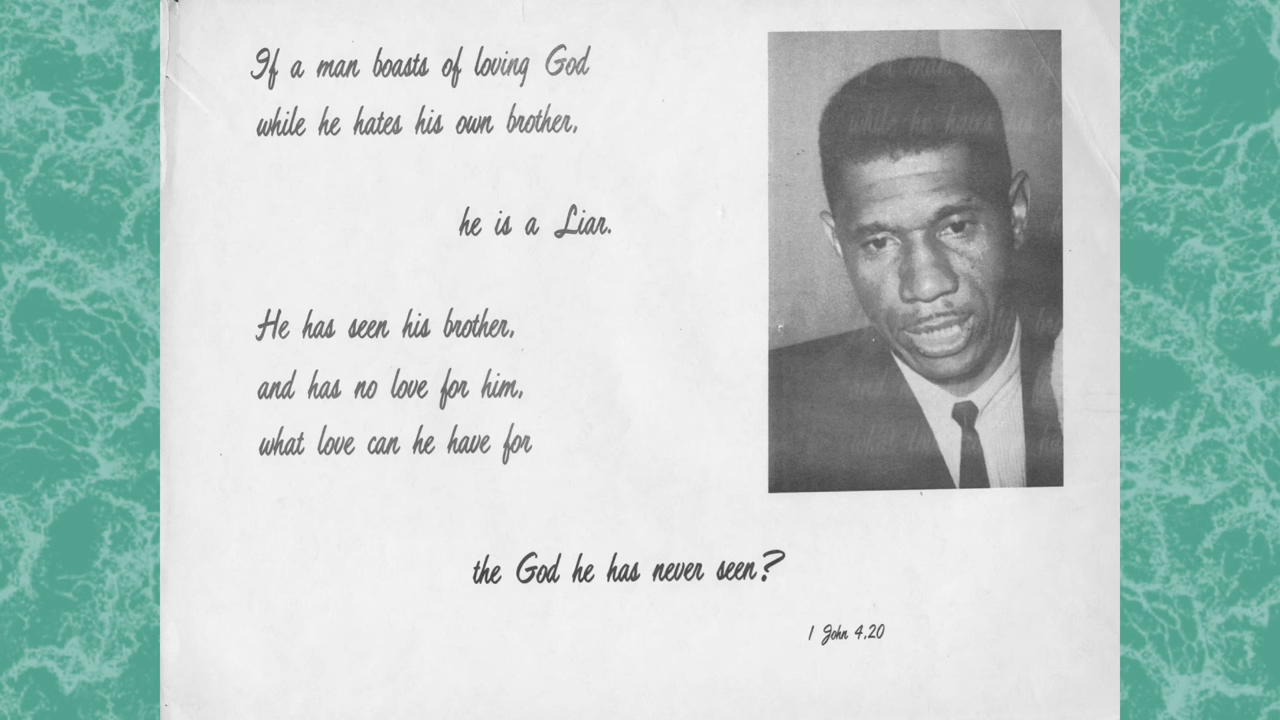 If a man boasts of loving God
while he hates his own brother,
he is a Liar.
He has seen his brother,
and has no love for him,
what love can he have for
the God he has never seen?
1 John 4,20